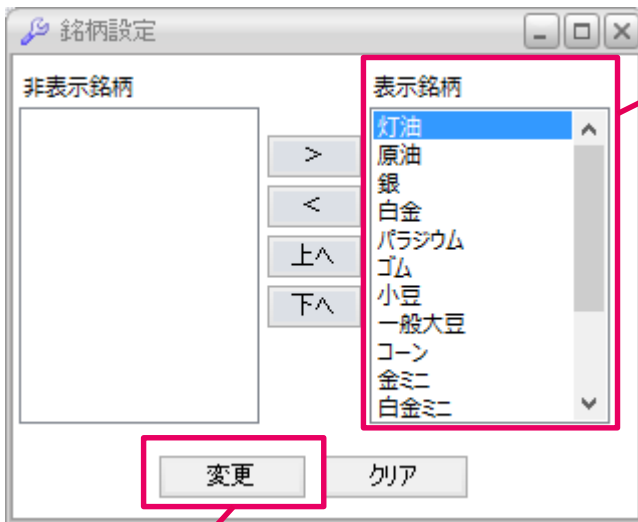 銘柄設定
非表示銘柄
表示銘柄
>
<
上へ
下へ
灯油
原油
銀
白金
パラジウム
ゴム
小豆
一般大豆
コーン
金ミニ
白金ミニ
変更
クリア